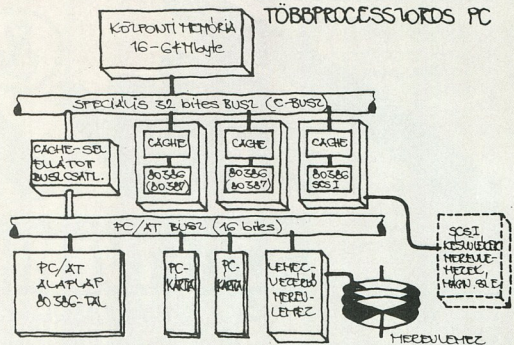 TÖBBPROCESSZOROS PC
KÖZPONTI MEMÓRIA
16-64 Mbyte
SPECIÁLIS 32 bites BUSZ (C-BUSZ)
CACHE-SEL
ELLÁTOTT
BUSZCSATL.
CACHE
80386
(80387)
CACHE
80386
(80387)
CACHE
80386
SCSI
PC/AT BUSZ (16 bites)
PC/AT
ALAPLAP
80386-TAL
PC-
KÁRTYA
PC-
KÁRTYA
LEMEZ-
VEZÉRLŐ
MEREV-
LEMEZ
SCSI
MEREVLE-
MEZEK,
MAGN. SZ.E.
MEREVLEMEZ